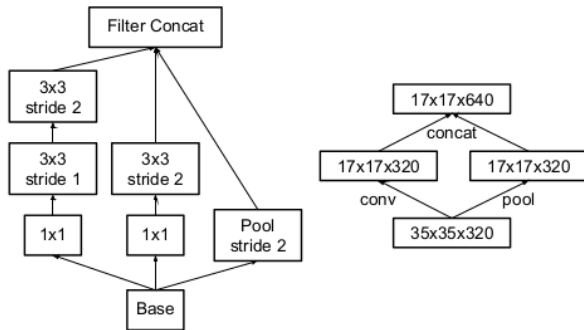 Filter Concat
3x3
stride 2
3x3
stride 1
3x3
stride 2
1x1
1x1
Pool
stride 2
Base
17x17x640
concat
17x17x320
17x17x320
conv
pool
35x35x320